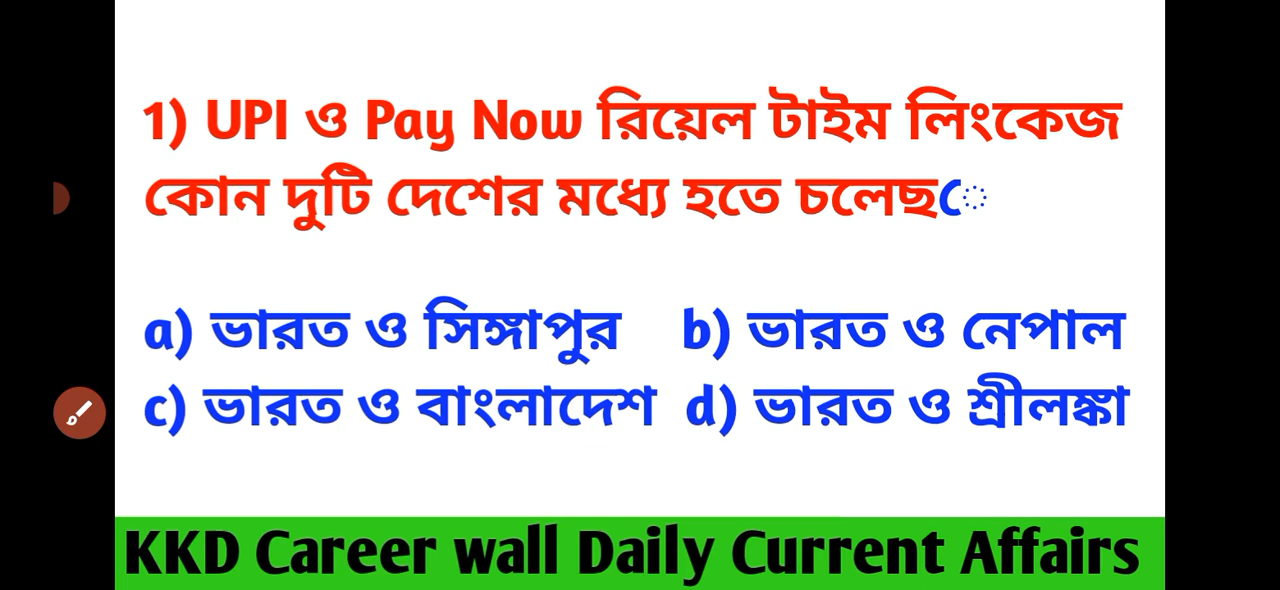 1) UPI ও Pay Now রিয়েল টাইম লিংকেজ
কোন দুটি দেশের মধ্যে হতে চলেছে
a) ভারত ও সিঙ্গাপুর b) ভারত ও নেপাল
c) ভারত ও বাংলাদেশ d) ভারত ও শ্রীলঙ্কা
KKD Career wall Daily Current Affairs